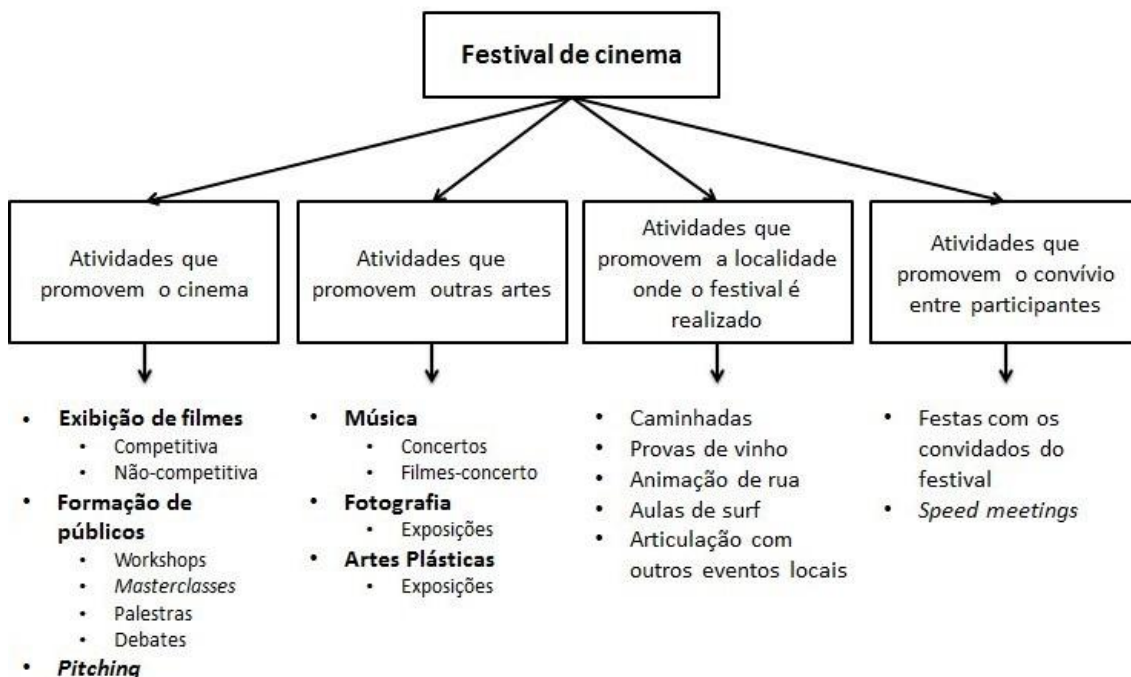 Festival de cinema
Atividades que
promovem o cinema
Atividades que
promovem outras artes
Atividades que
promovem a localidade
onde o festival é
realizado
Atividades que
promovem o convívio
entre participantes
• Exibição de filmes
• Competitiva
• Não-competitiva
• Formação de
públicos
• Workshops
• Masterclasses
• Palestras
• Debates
• Pitching
• Música
• Concertos
• Filmes-concerto
• Fotografia
• Exposições
• Artes Plásticas
• Exposições
• Caminhadas
• Provas de vinho
• Animação de rua
• Aulas de surf
• Articulação com
outros eventos locais
• Festas com os
convidados do
festival
• Speed meetings